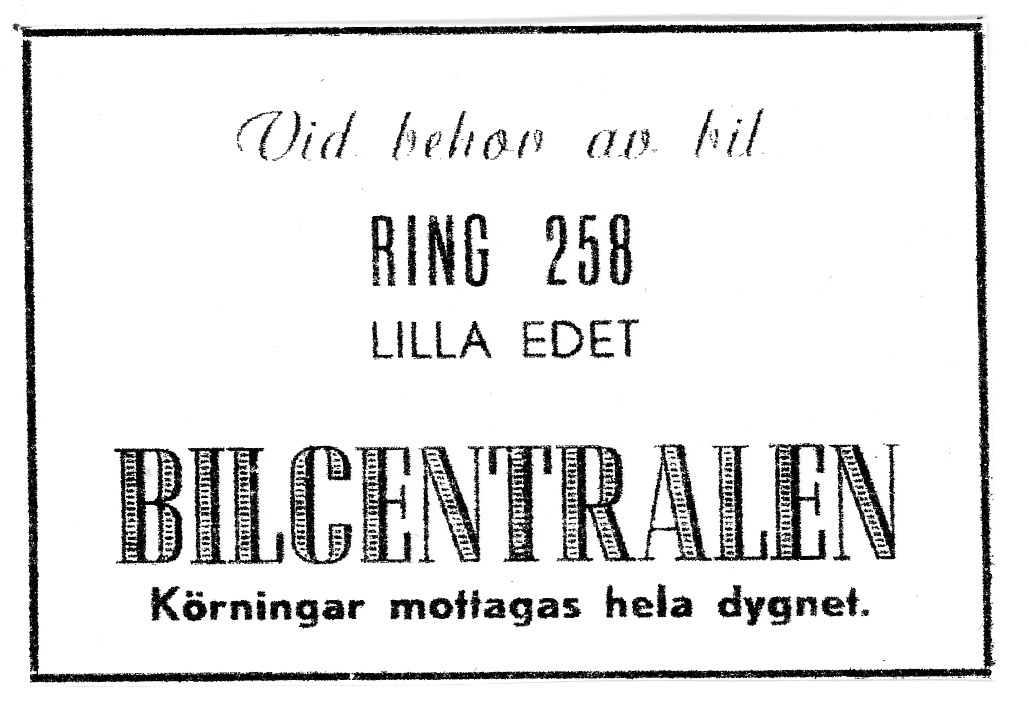 Vid behov av bil
RING 258
LILLA EDET
BILCENTRALEN
Körningar mottagas hela dygnet.